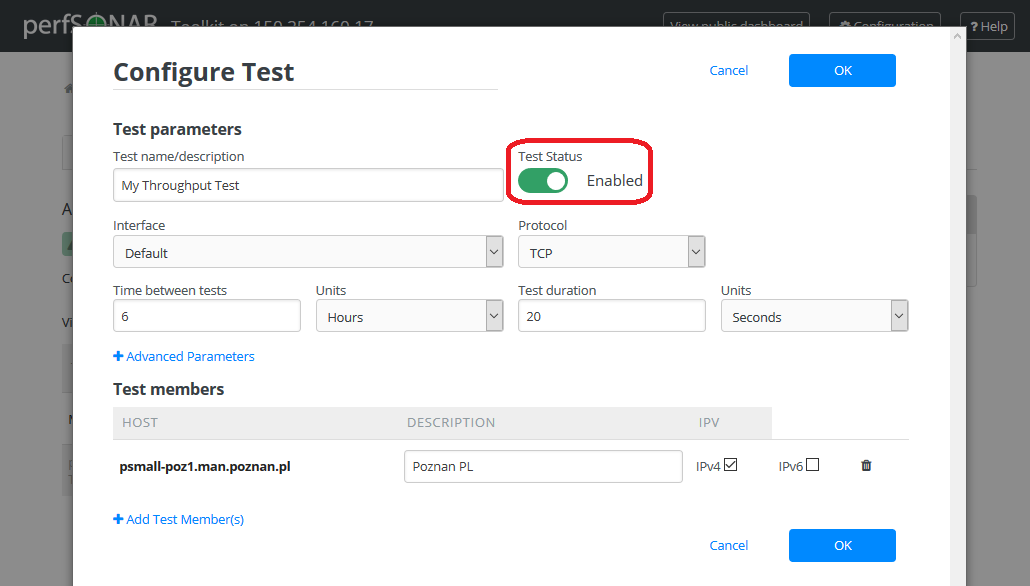 perfSONAR Toolkit on 150.254.160.17 View public dashboard Configuration ? Help
Configure Test
Cancel OK
Test parameters
Test name/description Test Status
My Throughput Test Enabled
Interface Protocol
Default TCP
Time between tests Units Test duration Units
6 Hours 20 Seconds
+ Advanced Parameters
Test members
HOST DESCRIPTION IPV
psmall-poz1.man.poznan.pl Poznan PL IPv4 IPv6
+ Add Test Member(s)
Cancel OK